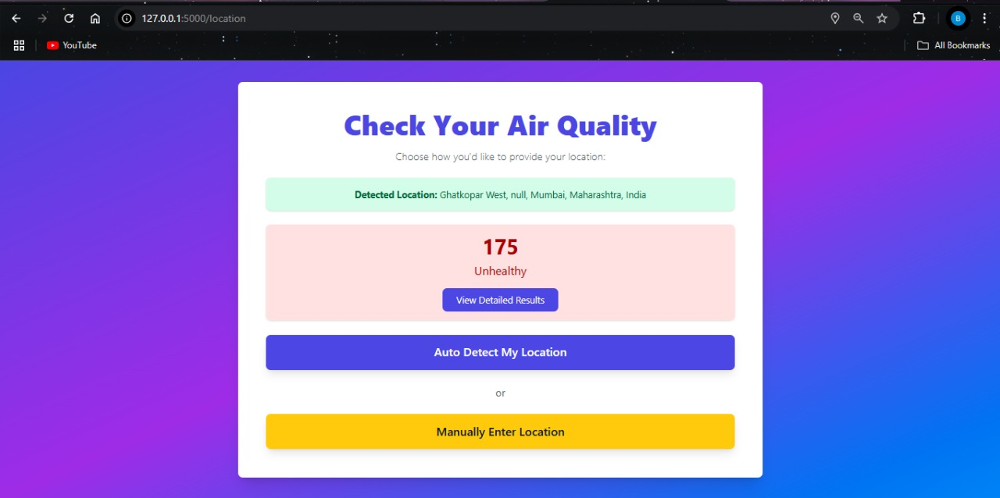 127.0.0.1:5000/location
B
YouTube
All Bookmarks
Check Your Air Quality
Choose how you'd like to provide your location:
Detected Location: Ghatkopar West, null, Mumbai, Maharashtra, India
175
Unhealthy
View Detailed Results
Auto Detect My Location
or
Manually Enter Location